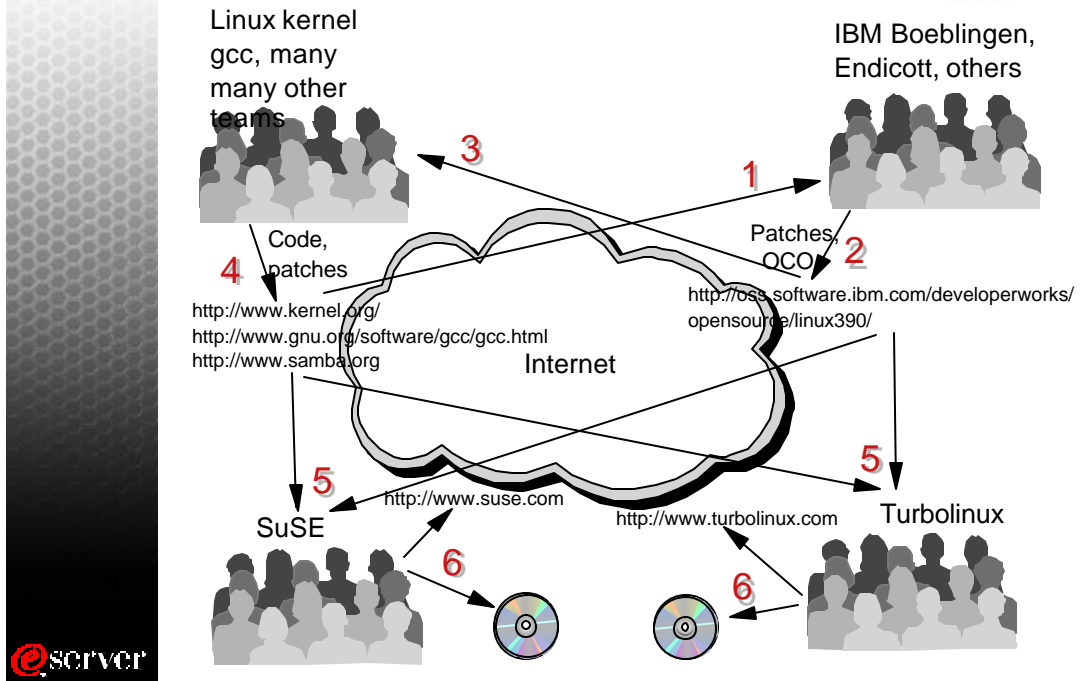 Linux kernel
gcc, many
many other
teams
IBM Boeblingen,
Endicott, others
3
1
Code,
patches
4
Patches,
OCO
2
http://www.kernel.org/
http://www.gnu.org/software/gcc/gcc.html
http://www.samba.org
http://oss.software.ibm.com/developerworks/
opensource/linux390/
Internet
5
5
http://www.suse.com
http://www.turbolinux.com
SuSE
Turbolinux
6
6
eserver